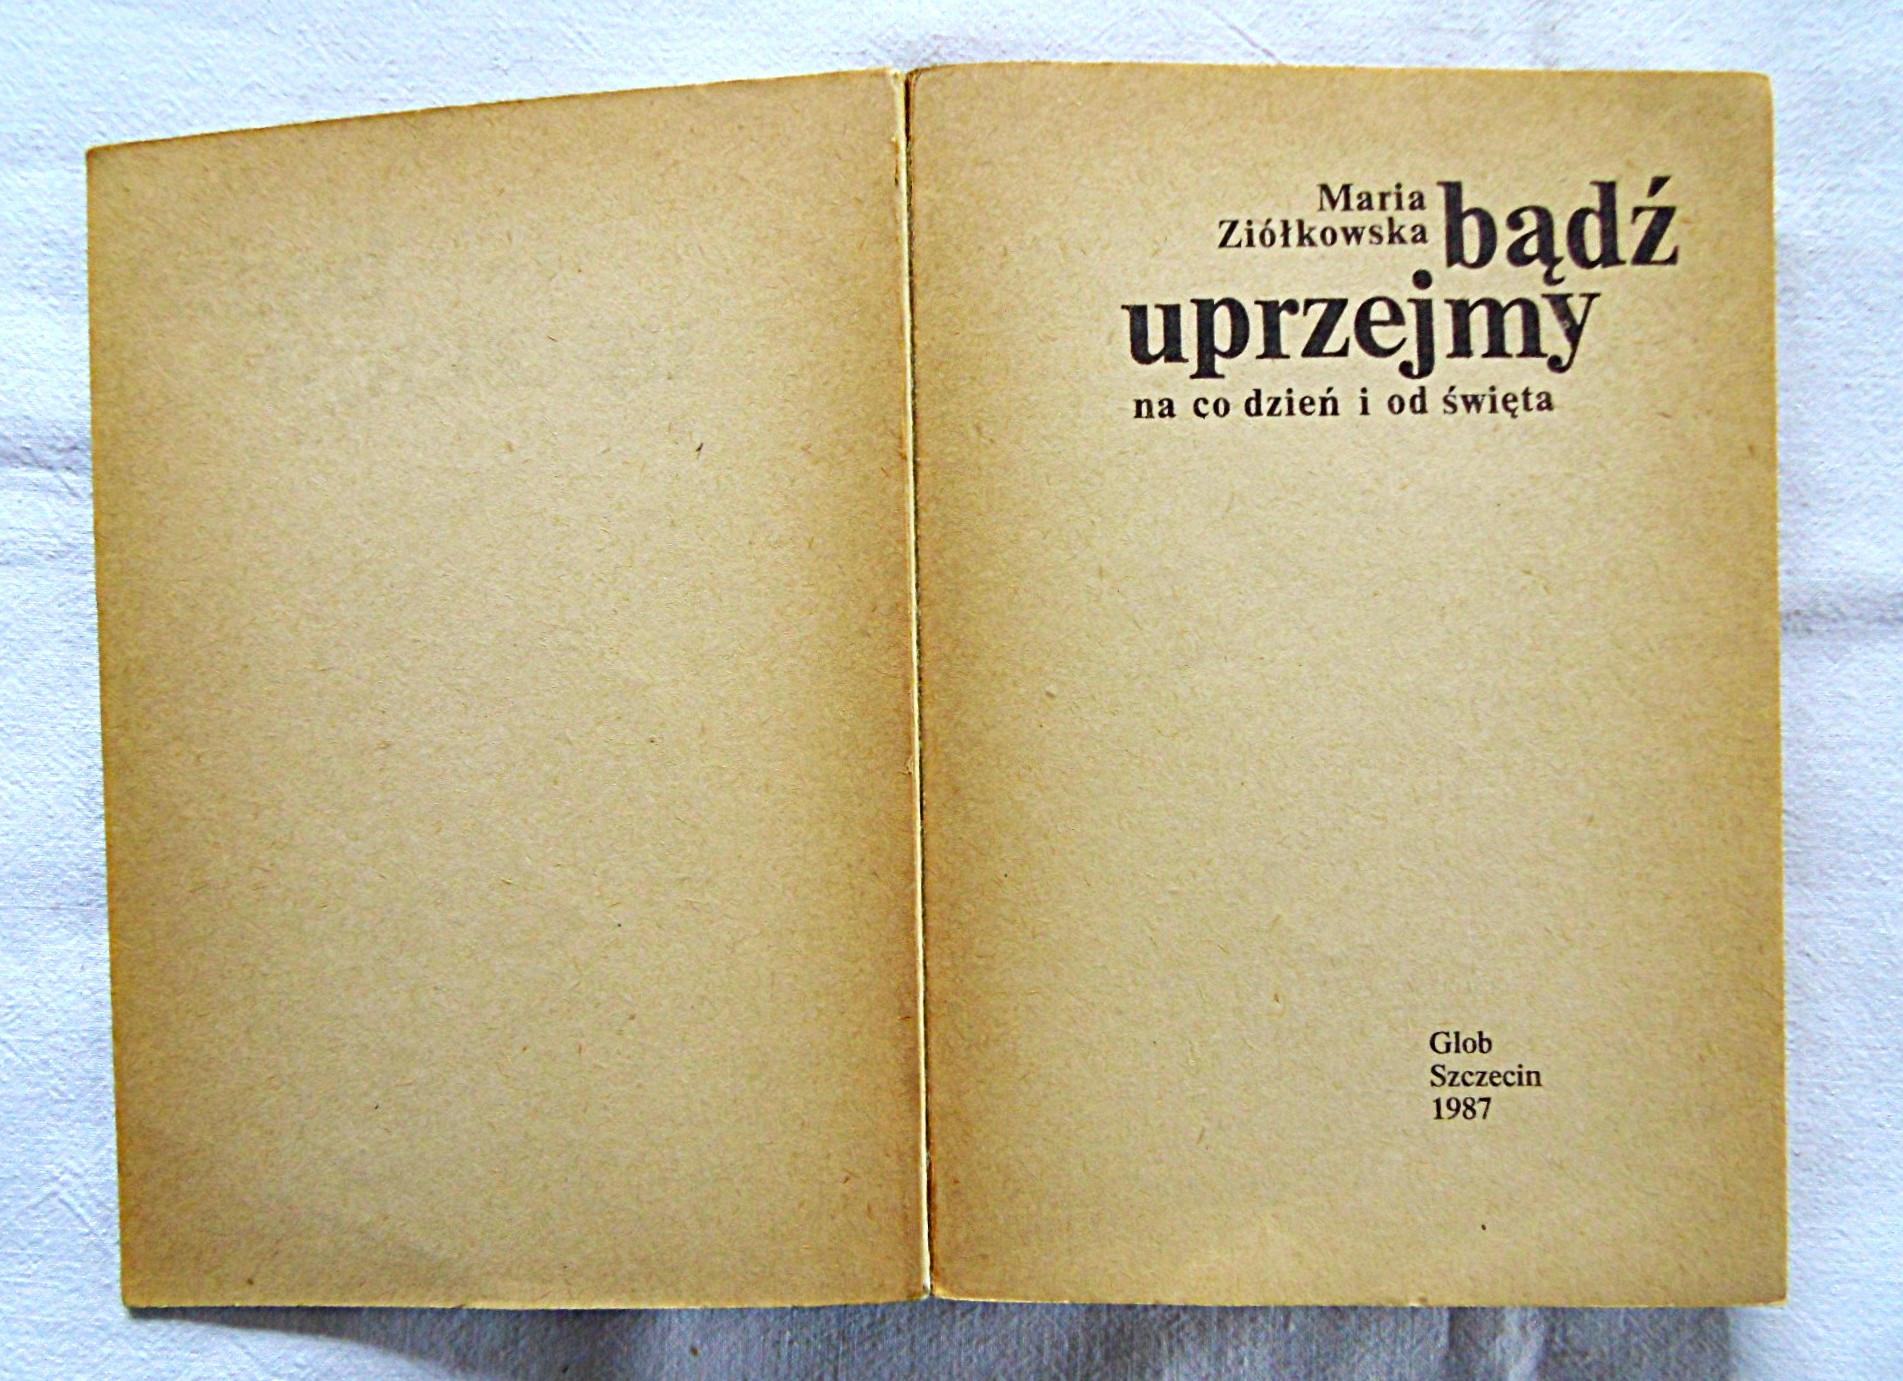 Maria
Ziółkowska bądź
uprzejmy
na co dzień i od święta
Glob
Szczecin
1987